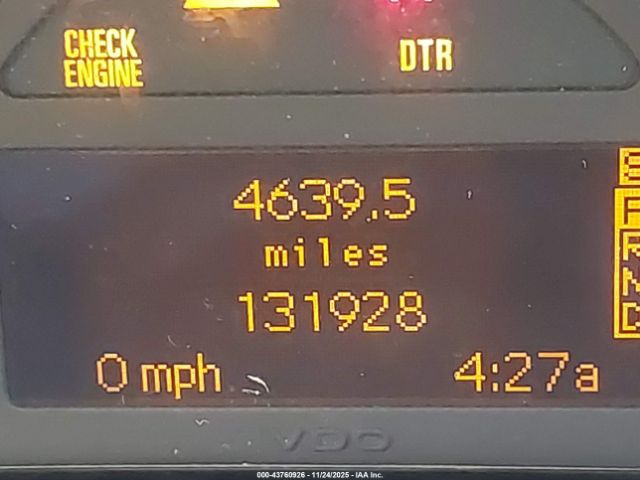 CHECK
ENGINE
DTR
4639.5
miles
131928
0 mph
4:27a
P
R
N
D
VDO
000-43760926 - 11/24/2025 - IAA Inc.